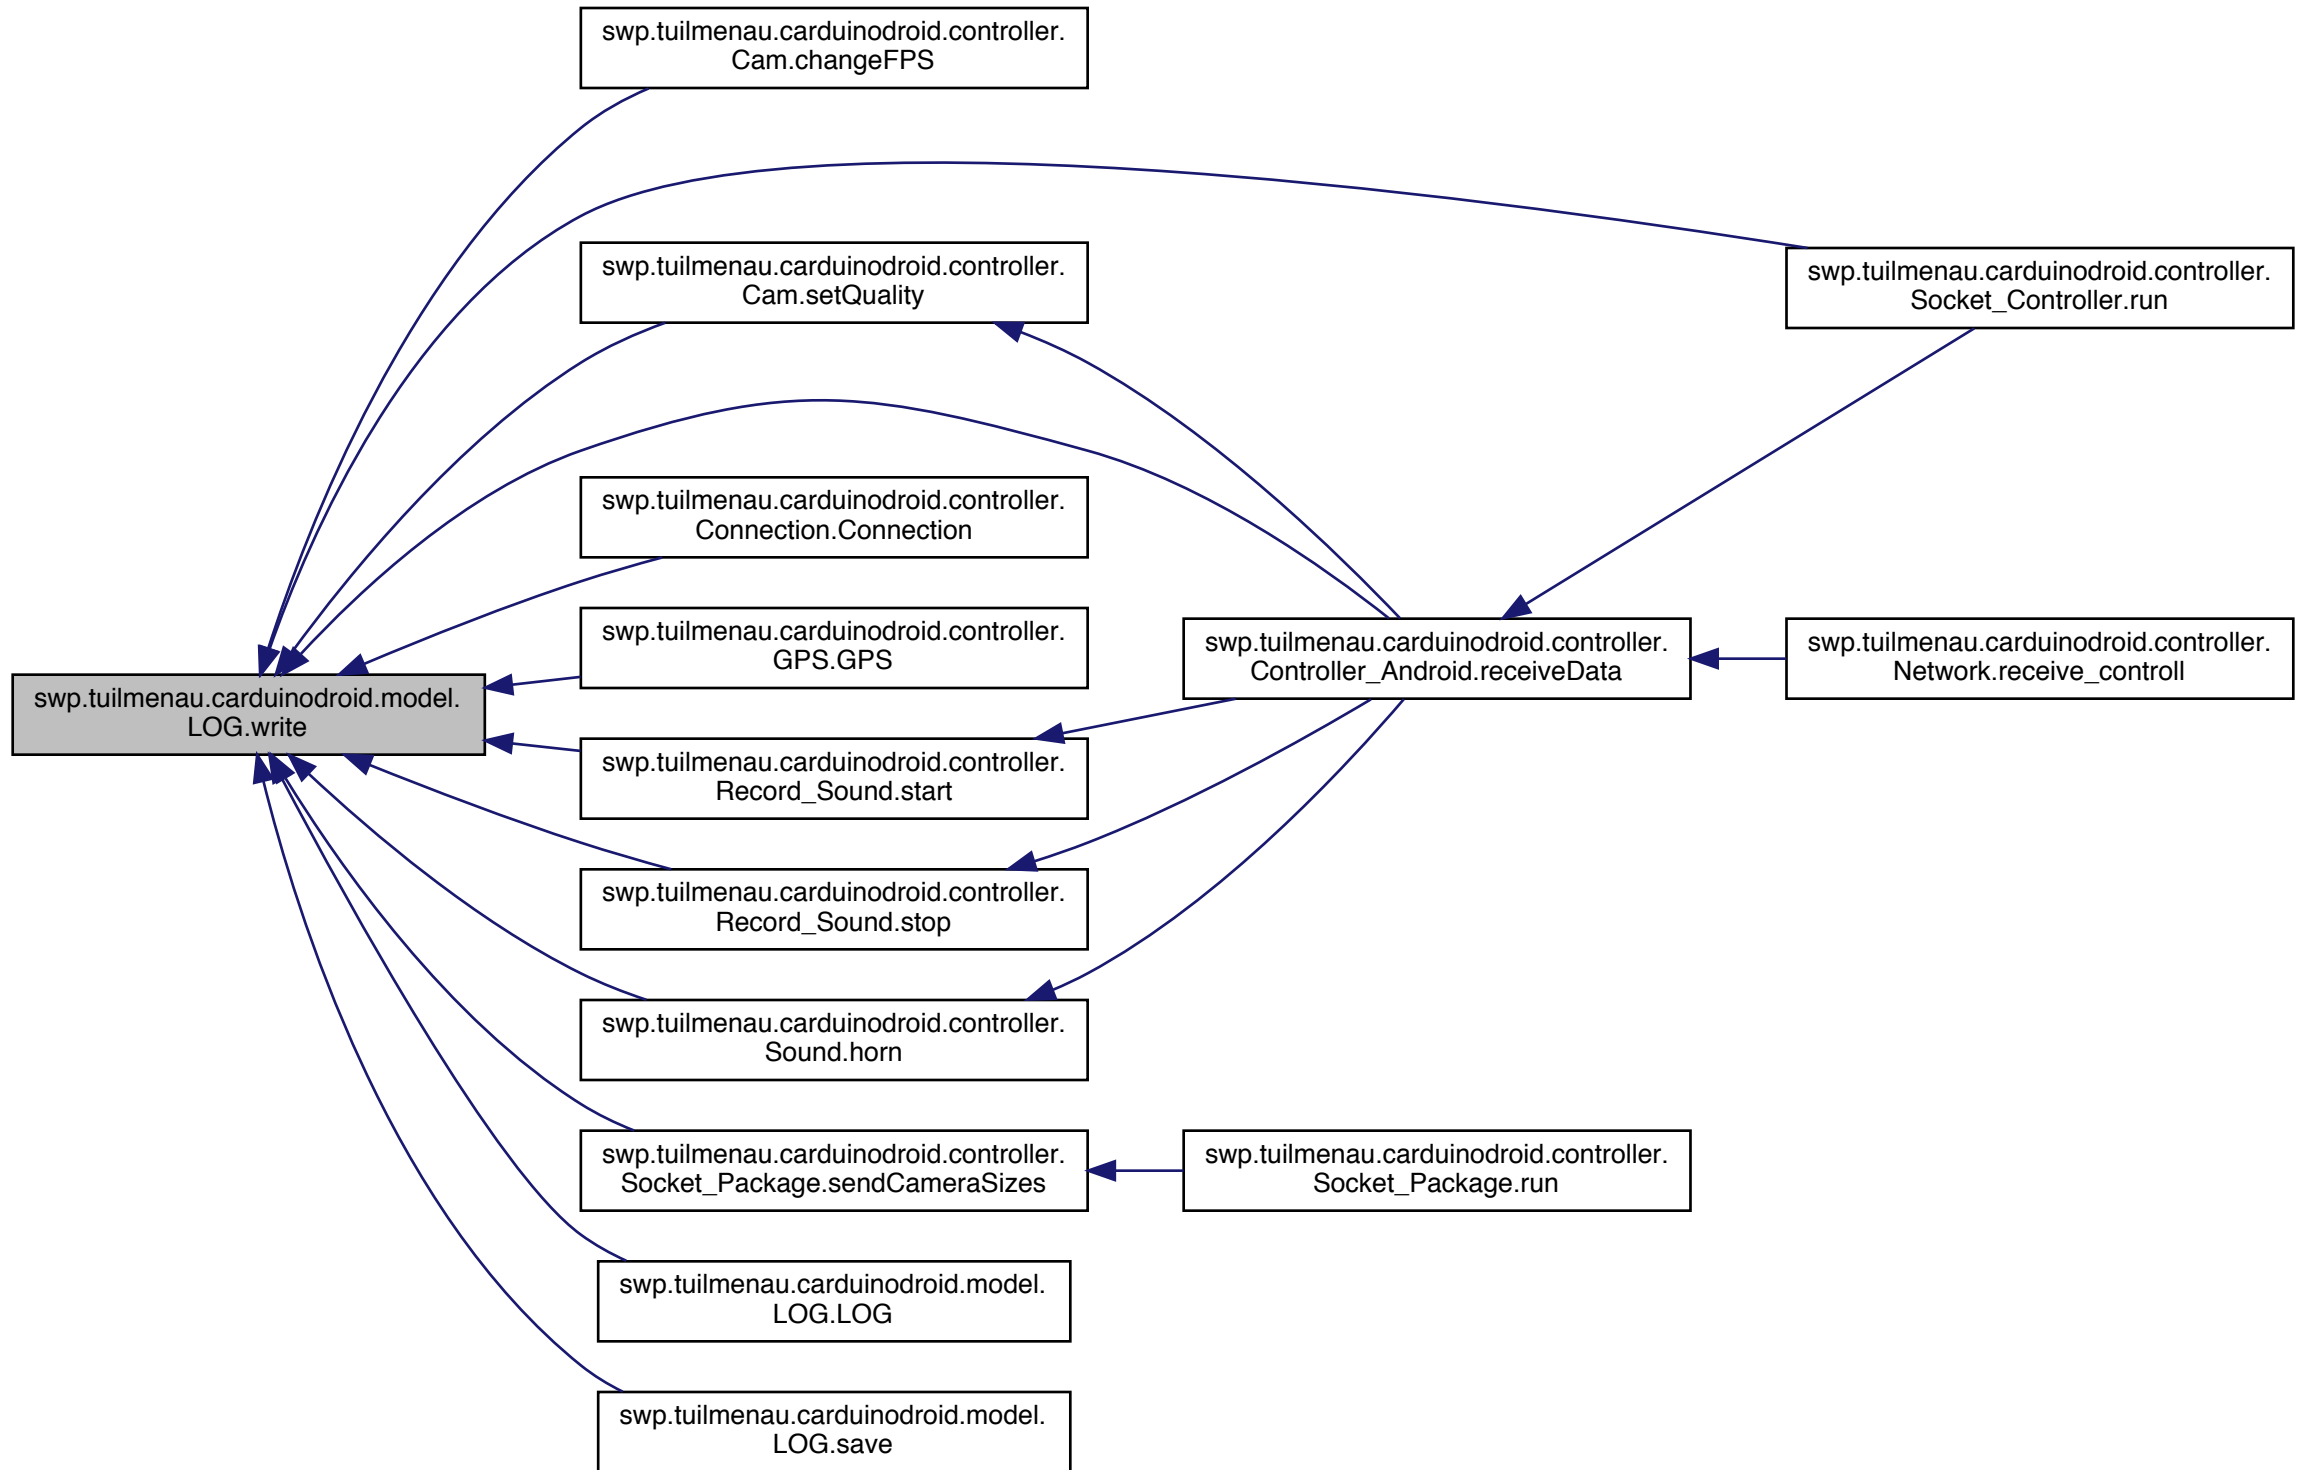 swp.tuilmenau.carduinodroid.controller.
Cam.changeFPS
swp.tuilmenau.carduinodroid.controller.
Cam.setQuality
swp.tuilmenau.carduinodroid.controller.
Socket_Controller.run
swp.tuilmenau.carduinodroid.controller.
Connection.Connection
swp.tuilmenau.carduinodroid.controller.
GPS.GPS
swp.tuilmenau.carduinodroid.controller.
Controller_Android.receiveData
swp.tuilmenau.carduinodroid.controller.
Network.receive_controll
swp.tuilmenau.carduinodroid.model.
LOG.write
swp.tuilmenau.carduinodroid.controller.
Record_Sound.start
swp.tuilmenau.carduinodroid.controller.
Record_Sound.stop
swp.tuilmenau.carduinodroid.controller.
Sound.horn
swp.tuilmenau.carduinodroid.controller.
Socket_Package.sendCameraSizes
swp.tuilmenau.carduinodroid.controller.
Socket_Package.run
swp.tuilmenau.carduinodroid.model.
LOG.LOG
swp.tuilmenau.carduinodroid.model.
LOG.save